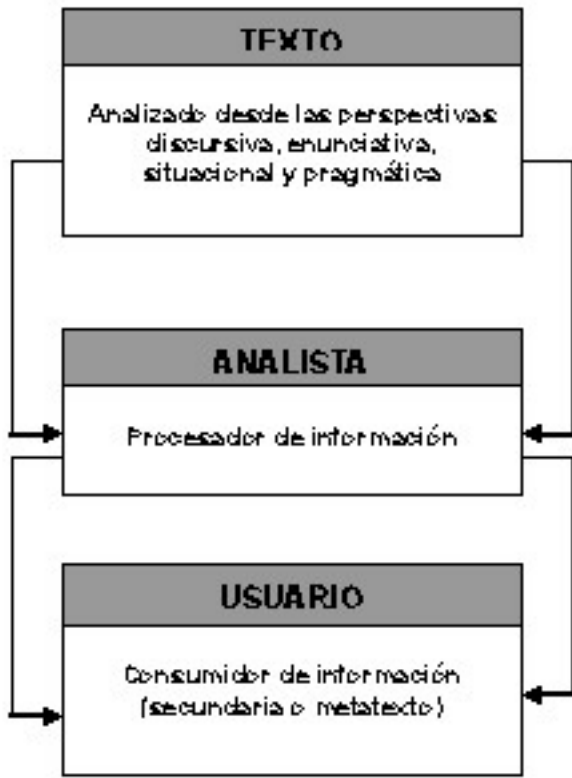 TEXTO
Analizado desde las perspectivas
discursiva, enunciativa,
situacional y pragmática
ANALISTA
Procesador de información
USUARIO
Consumidor de información
(secundaria o metatexto)